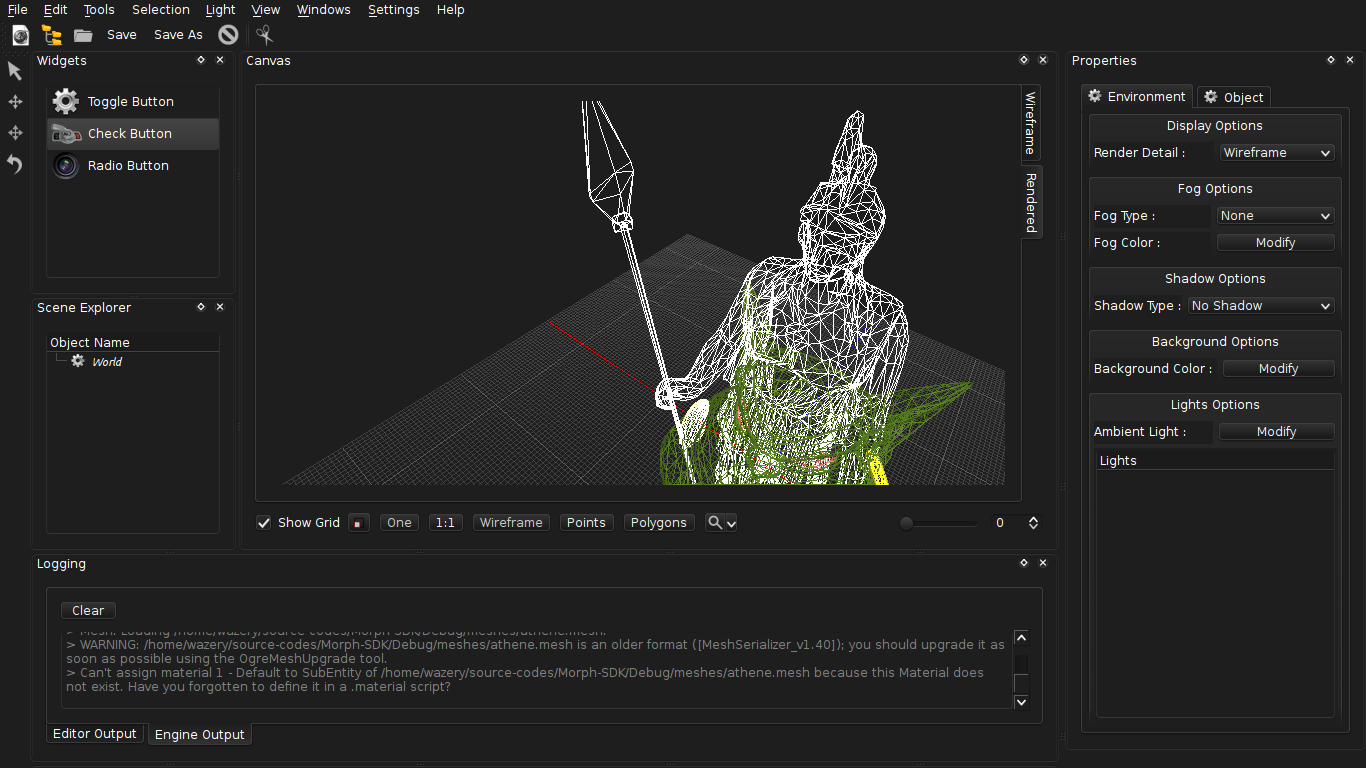 File Edit Tools Selection Light View Windows Settings Help
Save Save As
Widgets
Toggle Button
Check Button
Radio Button
Scene Explorer
Object Name
World
Canvas
Wireframe
Rendered
Show Grid One 1:1 Wireframe Points Polygons 0
Logging
Clear
> Mesh: Loading /home/wazery/source-codes/Morph-SDK/Debug/meshes/athene.mesh.
> WARNING: /home/wazery/source-codes/Morph-SDK/Debug/meshes/athene.mesh is an older format ([MeshSerializer_v1.40]); you should upgrade it as
soon as possible using the OgreMeshUpgrade tool.
> Can't assign material 1 - Default to SubEntity of /home/wazery/source-codes/Morph-SDK/Debug/meshes/athene.mesh because this Material does
not exist. Have you forgotten to define it in a .material script?
Editor Output Engine Output
Properties
Environment Object
Display Options
Render Detail : Wireframe
Fog Options
Fog Type : None
Fog Color : Modify
Shadow Options
Shadow Type : No Shadow
Background Options
Background Color : Modify
Lights Options
Ambient Light : Modify
Lights